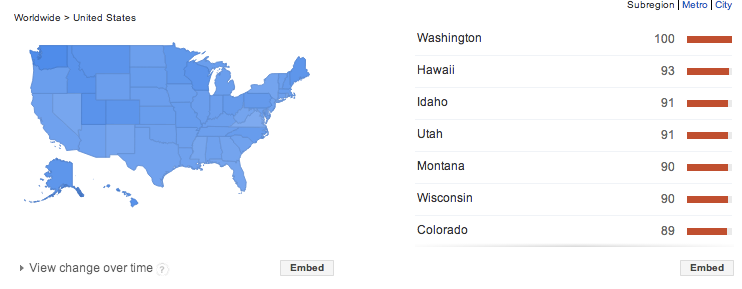 Subregion | Metro | City
Worldwide > United States
Washington 100
Hawaii 93
Idaho 91
Utah 91
Montana 90
Wisconsin 90
Colorado 89
View change over time ?
Embed
Embed